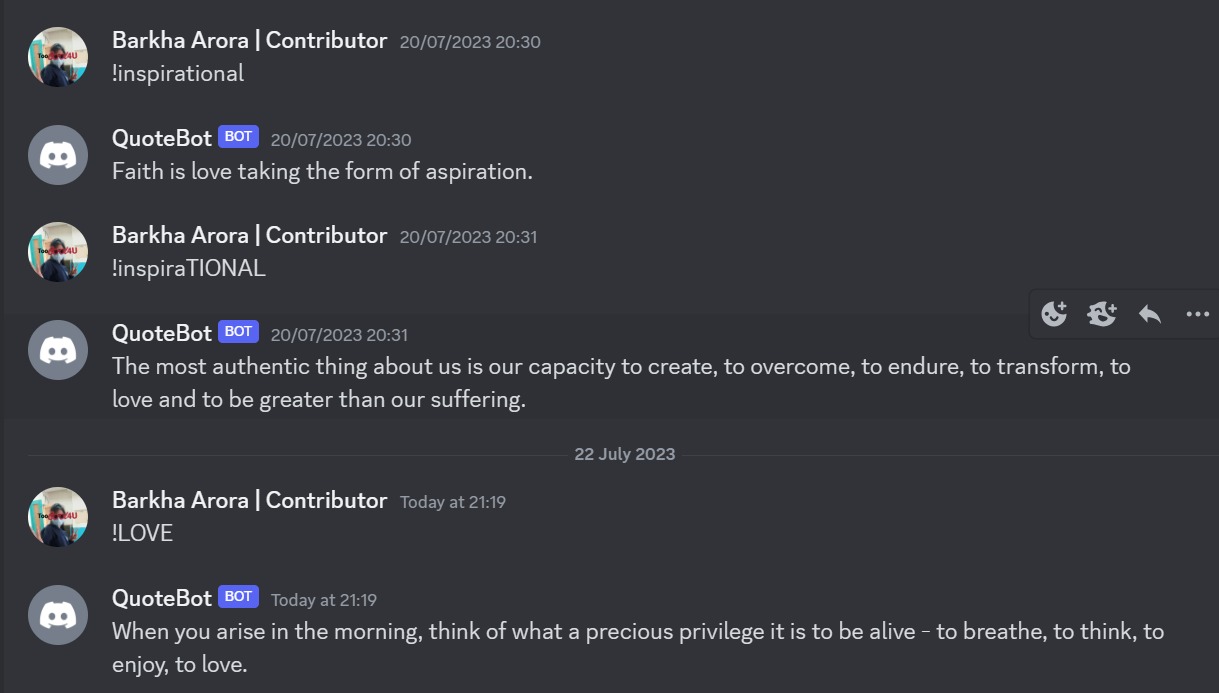 Barkha Arora | Contributor 20/07/2023 20:30
!inspirational
QuoteBot BOT 20/07/2023 20:30
Faith is love taking the form of aspiration.
Barkha Arora | Contributor 20/07/2023 20:31
!inspiraTIONAL
QuoteBot BOT 20/07/2023 20:31
The most authentic thing about us is our capacity to create, to overcome, to endure, to transform, to
love and to be greater than our suffering.
22 July 2023
Barkha Arora | Contributor Today at 21:19
!LOVE
QuoteBot BOT Today at 21:19
When you arise in the morning, think of what a precious privilege it is to be alive - to breathe, to think, to
enjoy, to love.